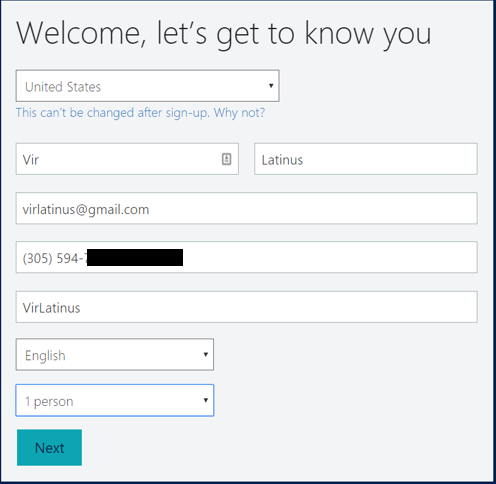 Welcome, let's get to know you
United States
This can't be changed after sign-up. Why not?
Vir Latinus
virlatinus@gmail.com
(305) 594-
VirLatinus
English
1 person
Next